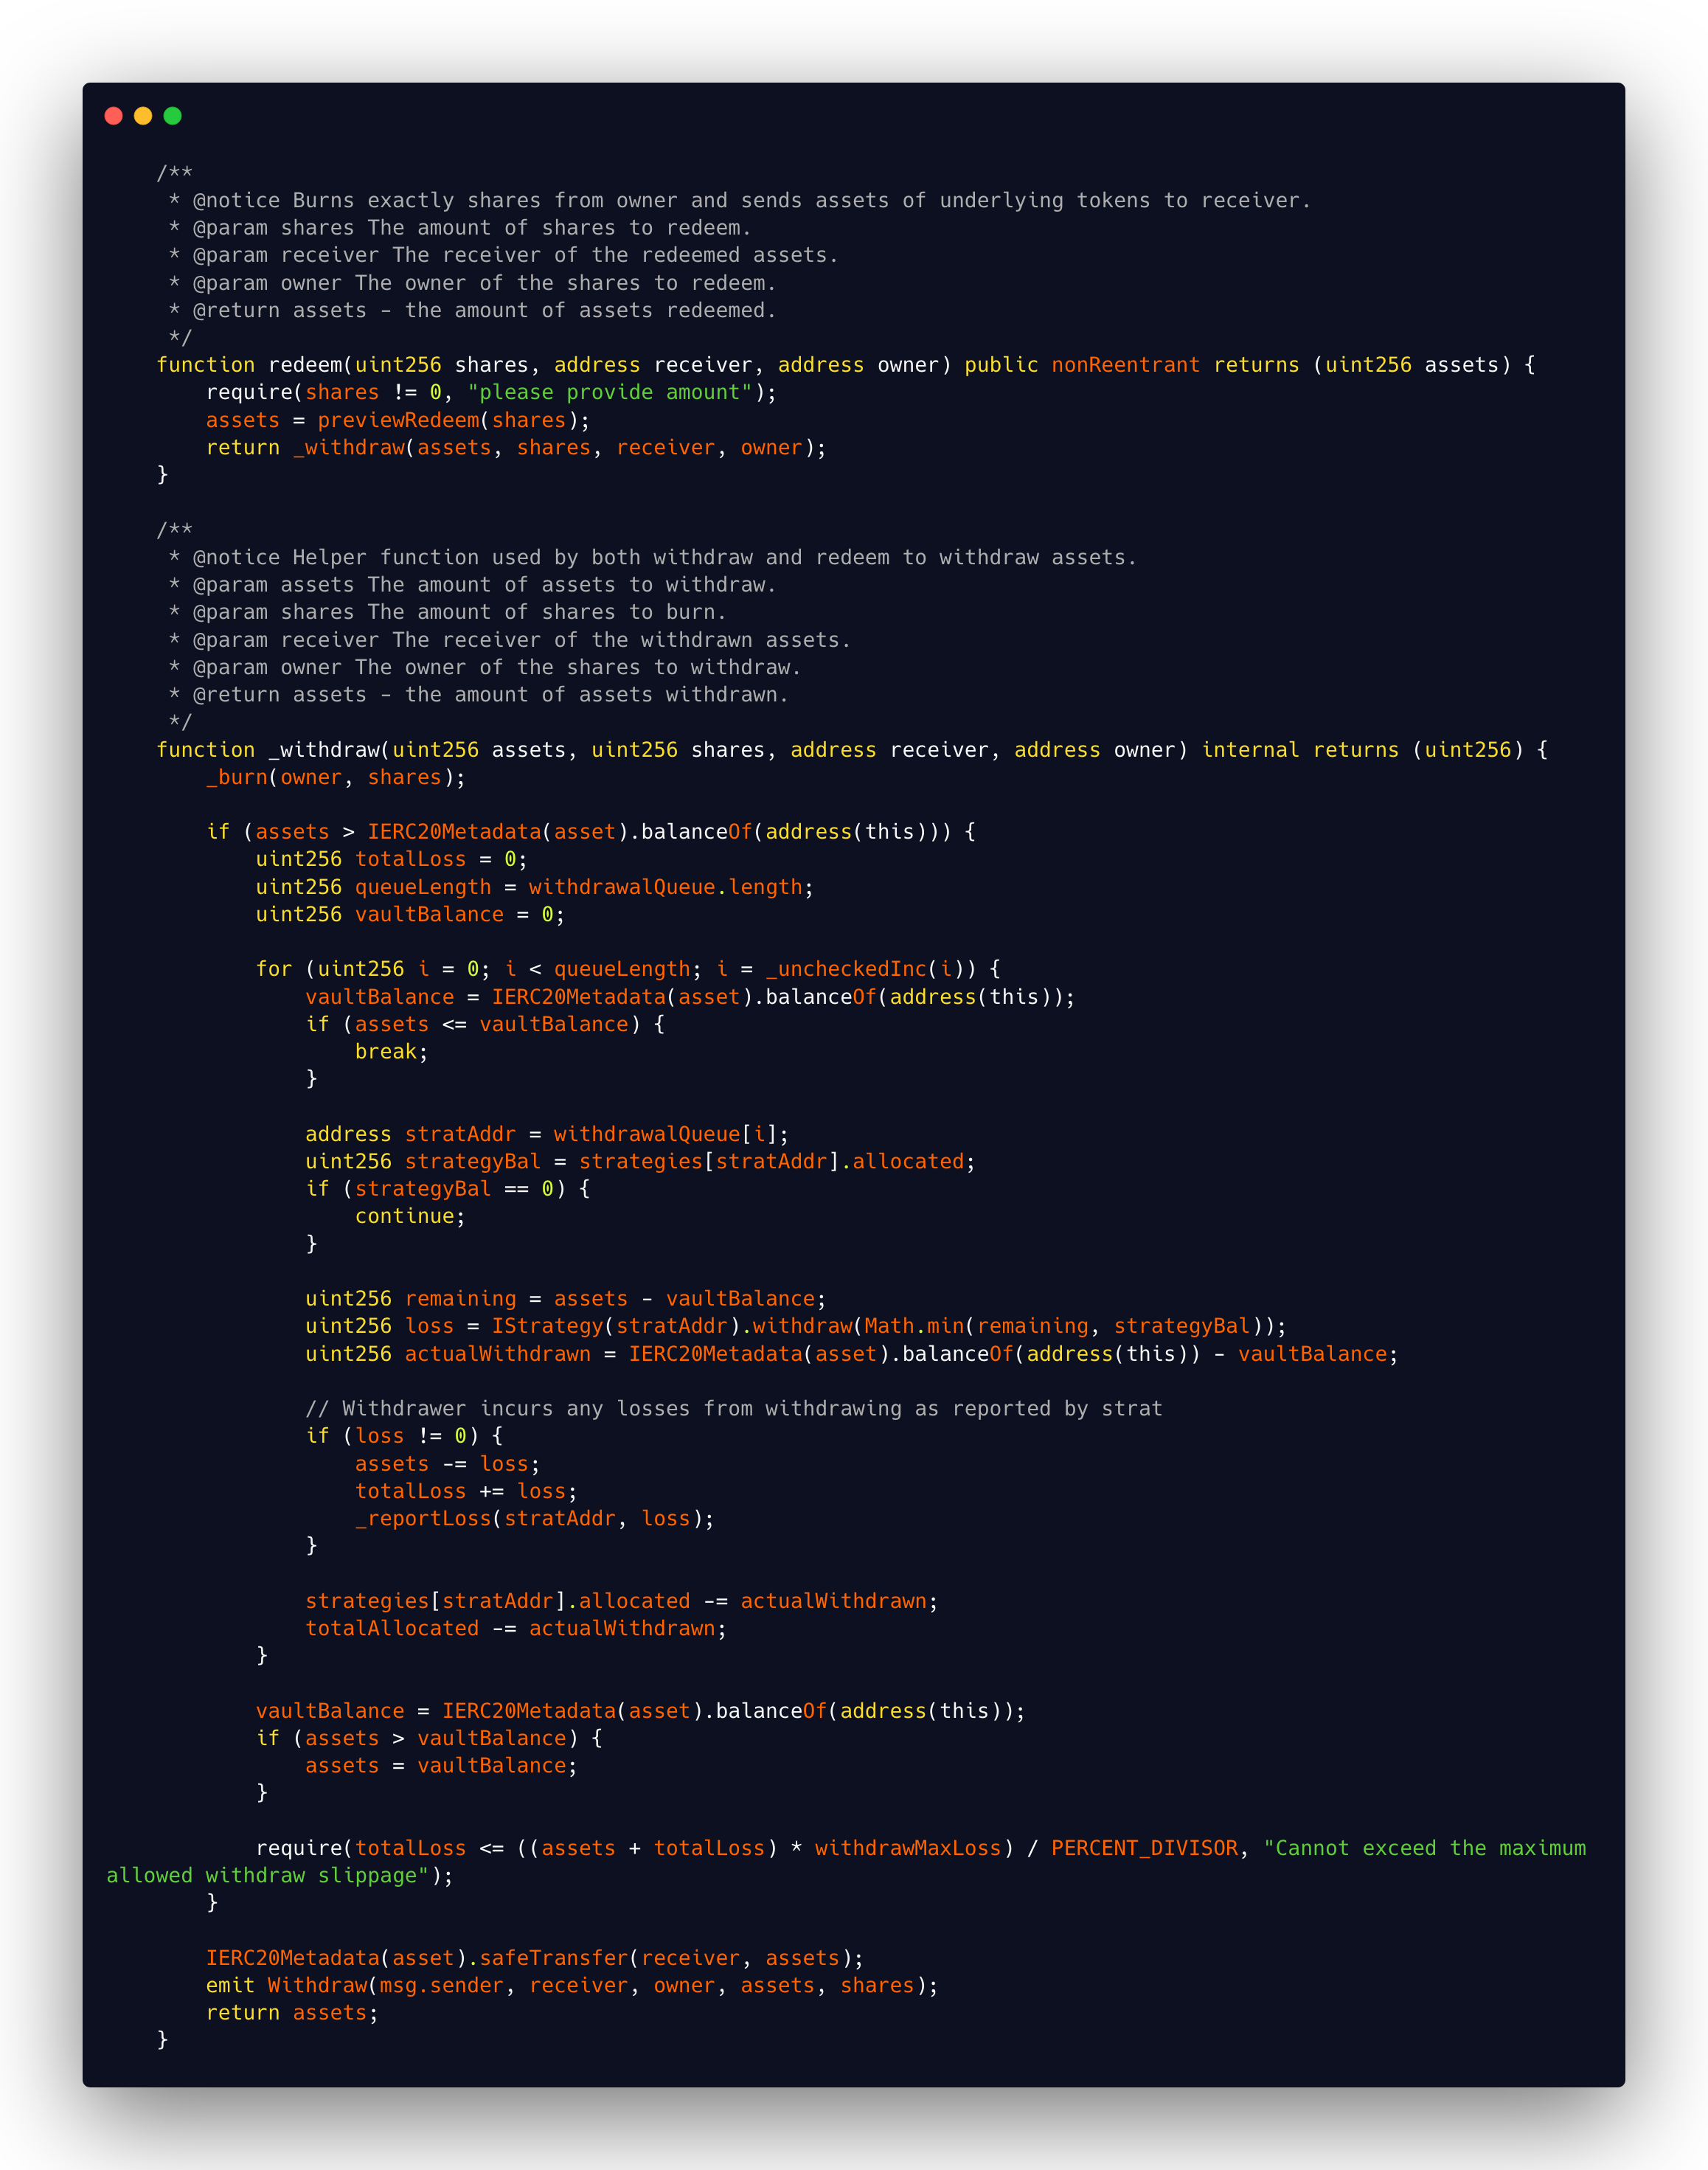 /**
 * @notice Burns exactly shares from owner and sends assets of underlying tokens to receiver.
 * @param shares The amount of shares to redeem.
 * @param receiver The receiver of the redeemed assets.
 * @param owner The owner of the shares to redeem.
 * @return assets - the amount of assets redeemed.
 */
function redeem(uint256 shares, address receiver, address owner) public nonReentrant returns (uint256 assets) {
    require(shares != 0, "please provide amount");
    assets = previewRedeem(shares);
    return _withdraw(assets, shares, receiver, owner);
}

/**
 * @notice Helper function used by both withdraw and redeem to withdraw assets.
 * @param assets The amount of assets to withdraw.
 * @param shares The amount of shares to burn.
 * @param receiver The receiver of the withdrawn assets.
 * @param owner The owner of the shares to withdraw.
 * @return assets - the amount of assets withdrawn.
 */
function _withdraw(uint256 assets, uint256 shares, address receiver, address owner) internal returns (uint256) {
    _burn(owner, shares);

    if (assets > IERC20Metadata(asset).balanceOf(address(this))) {
        uint256 totalLoss = 0;
        uint256 queueLength = withdrawalQueue.length;
        uint256 vaultBalance = 0;

        for (uint256 i = 0; i < queueLength; i = _uncheckedInc(i)) {
            vaultBalance = IERC20Metadata(asset).balanceOf(address(this));
            if (assets <= vaultBalance) {
                break;
            }

            address stratAddr = withdrawalQueue[i];
            uint256 strategyBal = strategies[stratAddr].allocated;
            if (strategyBal == 0) {
                continue;
            }

            uint256 remaining = assets - vaultBalance;
            uint256 loss = IStrategy(stratAddr).withdraw(Math.min(remaining, strategyBal));
            uint256 actualWithdrawn = IERC20Metadata(asset).balanceOf(address(this)) - vaultBalance;

            // Withdrawer incurs any losses from withdrawing as reported by strat
            if (loss != 0) {
                assets -= loss;
                totalLoss += loss;
                _reportLoss(stratAddr, loss);
            }

            strategies[stratAddr].allocated -= actualWithdrawn;
            totalAllocated -= actualWithdrawn;
        }

        vaultBalance = IERC20Metadata(asset).balanceOf(address(this));
        if (assets > vaultBalance) {
            assets = vaultBalance;
        }

        require(totalLoss <= ((assets + totalLoss) * withdrawMaxLoss) / PERCENT_DIVISOR, "Cannot exceed the maximum
allowed withdraw slippage");
    }

    IERC20Metadata(asset).safeTransfer(receiver, assets);
    emit Withdraw(msg.sender, receiver, owner, assets, shares);
    return assets;
}